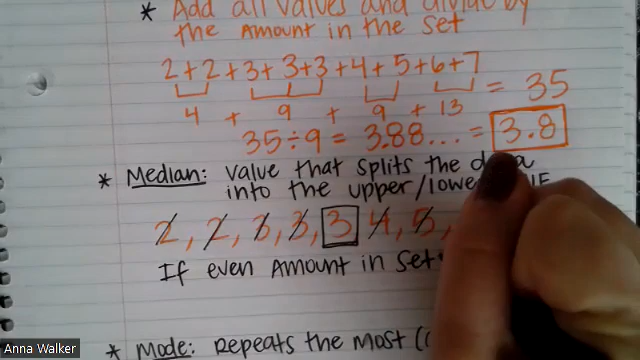 * Add all values and divide by
the Amount in the set
2+2+3+3+3+4+5+6+7 = 35
4 + 9 + 9 + 13
35÷9 = 3.88... = 3.8
* Median: value that splits the data
into the upper/lower
2, 2, 3, 3, 3 4, 5,
If even Amount in set
* Mode: Repeats the most
Anna Walker